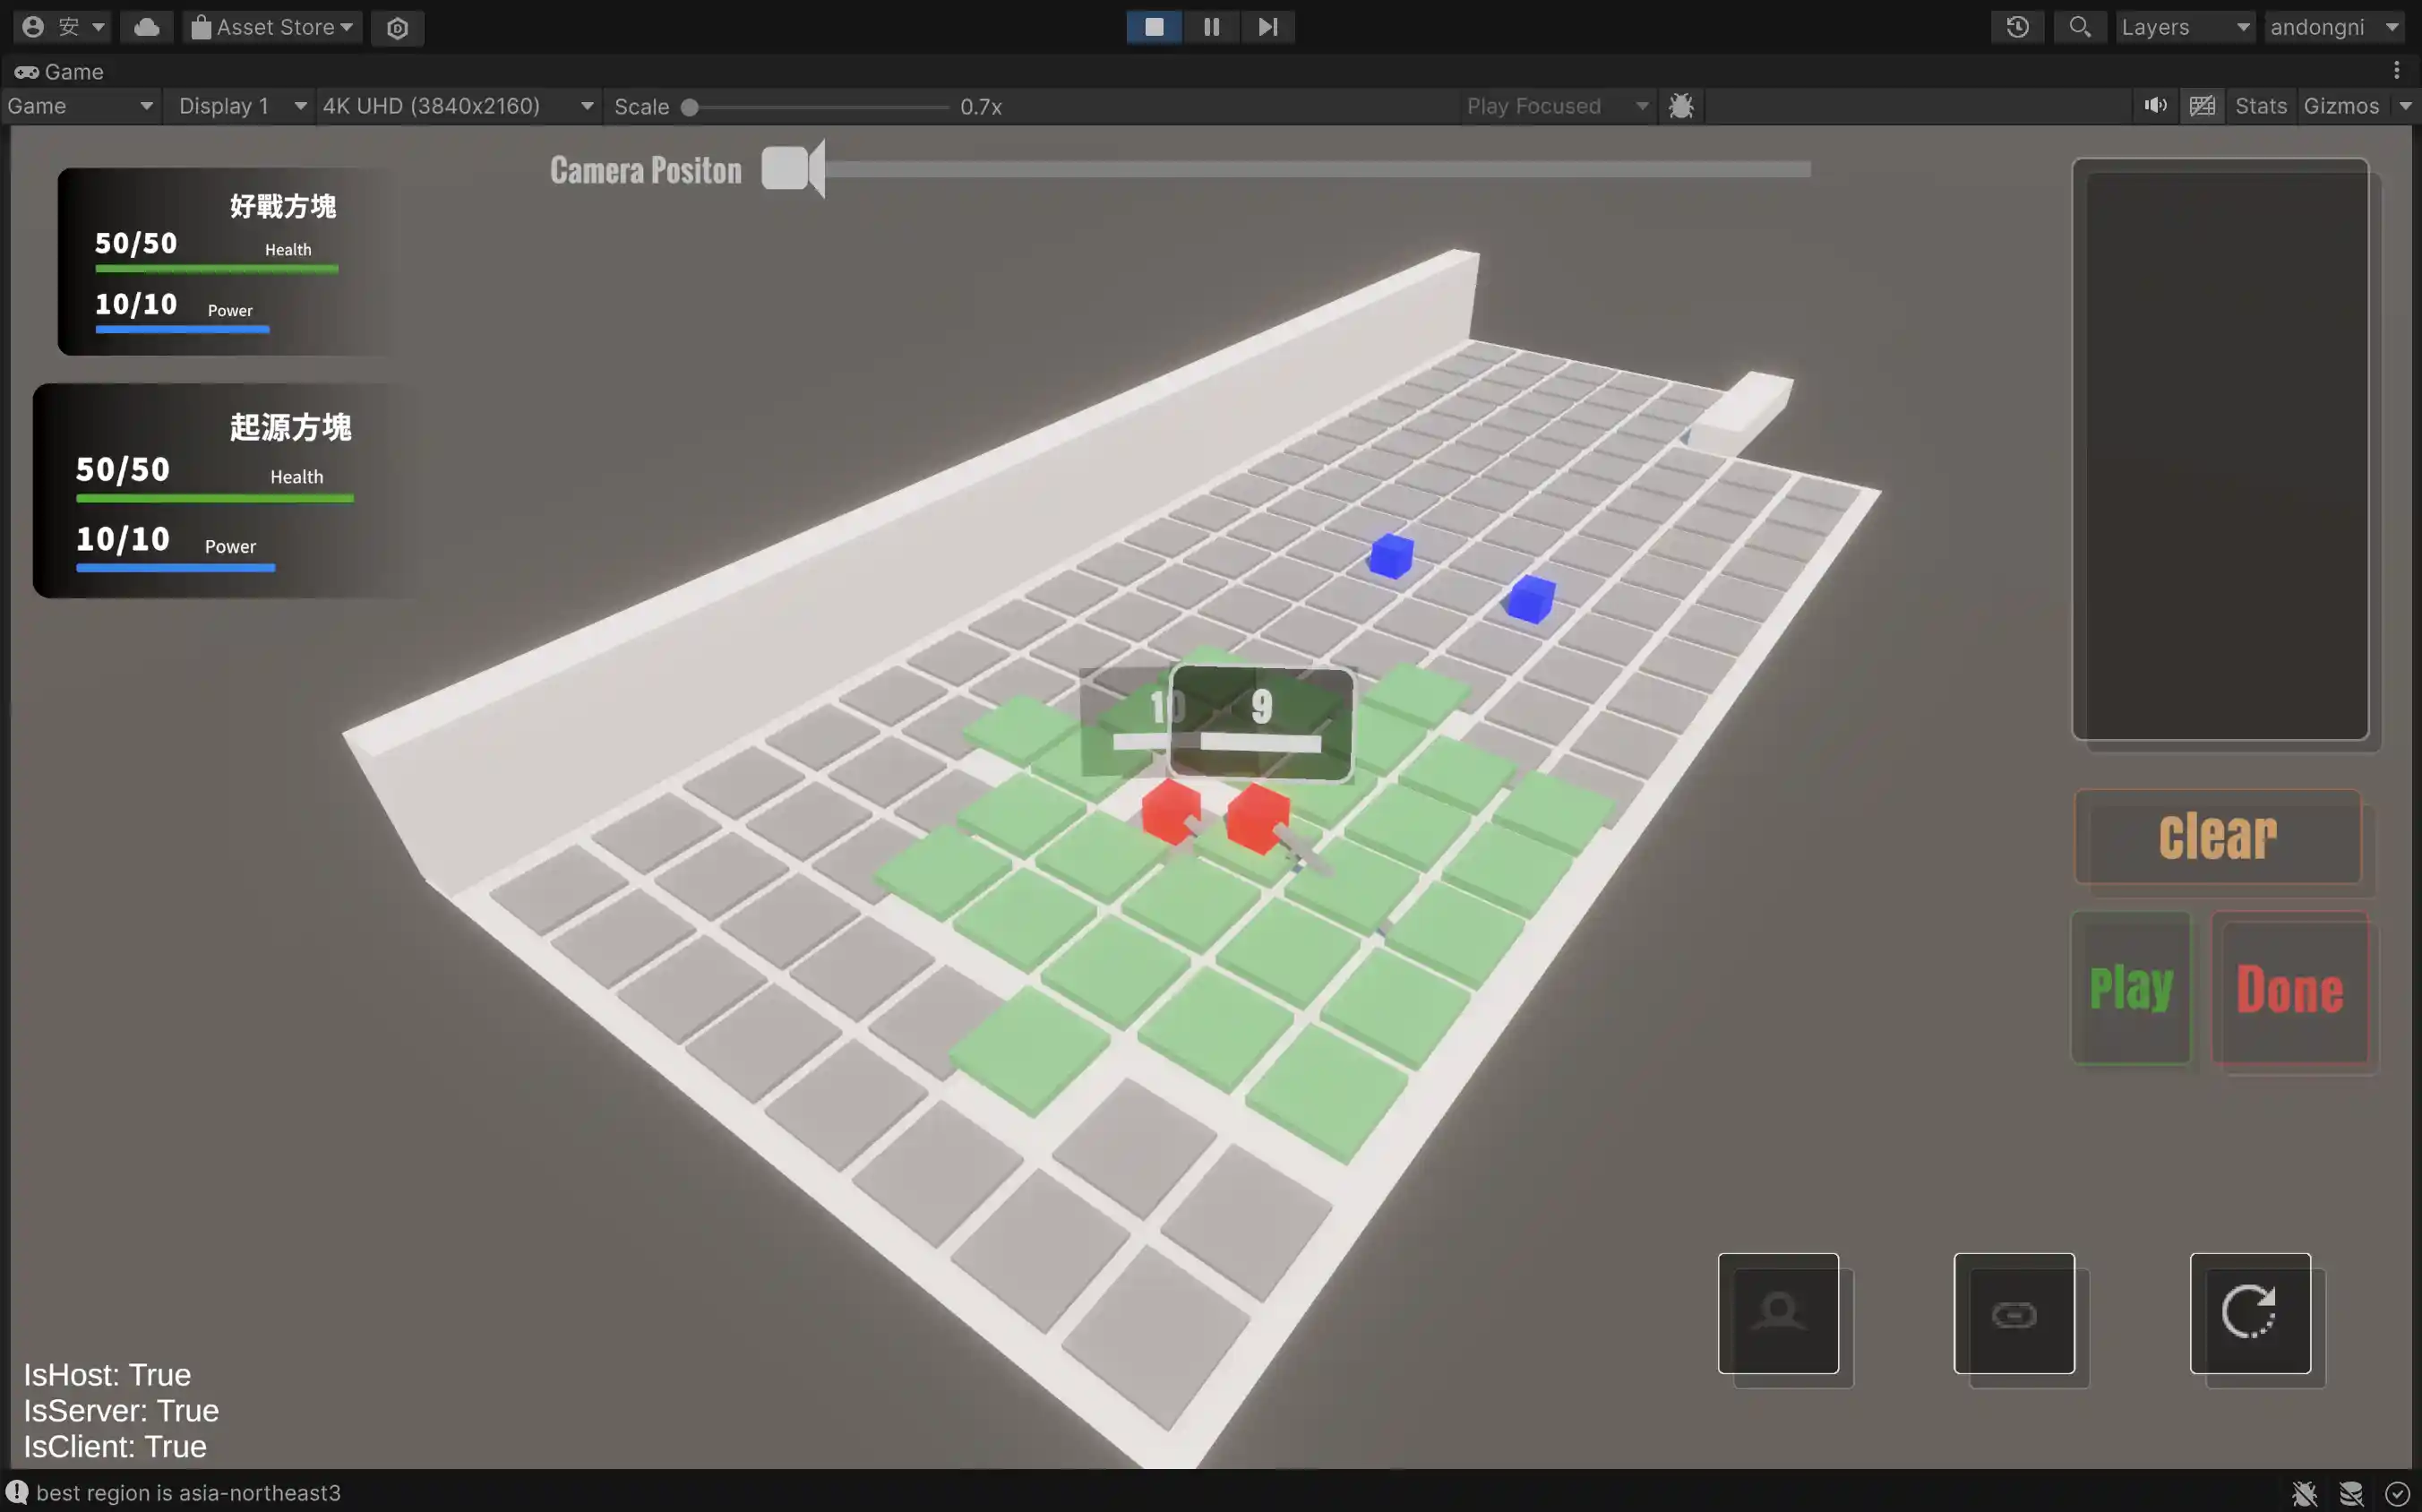 安
Asset Store
Layers
andongni
Game
Game
Display 1
4K UHD (3840x2160)
Scale
0.7x
Play Focused
Stats
Gizmos
Camera Positon
好戰方塊
50/50
Health
10/10
Power
起源方塊
50/50
Health
10/10
Power
10
9
Clear
Play
Done
IsHost: True
IsServer: True
IsClient: True
best region is asia-northeast3